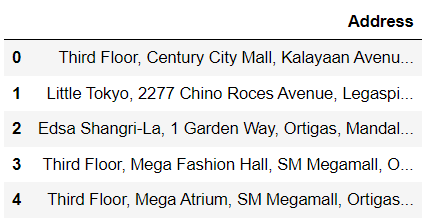 Address
0 Third Floor, Century City Mall, Kalayaan Avenu...
1 Little Tokyo, 2277 Chino Roces Avenue, Legaspi...
2 Edsa Shangri-La, 1 Garden Way, Ortigas, Mandal...
3 Third Floor, Mega Fashion Hall, SM Megamall, O...
4 Third Floor, Mega Atrium, SM Megamall, Ortigas...